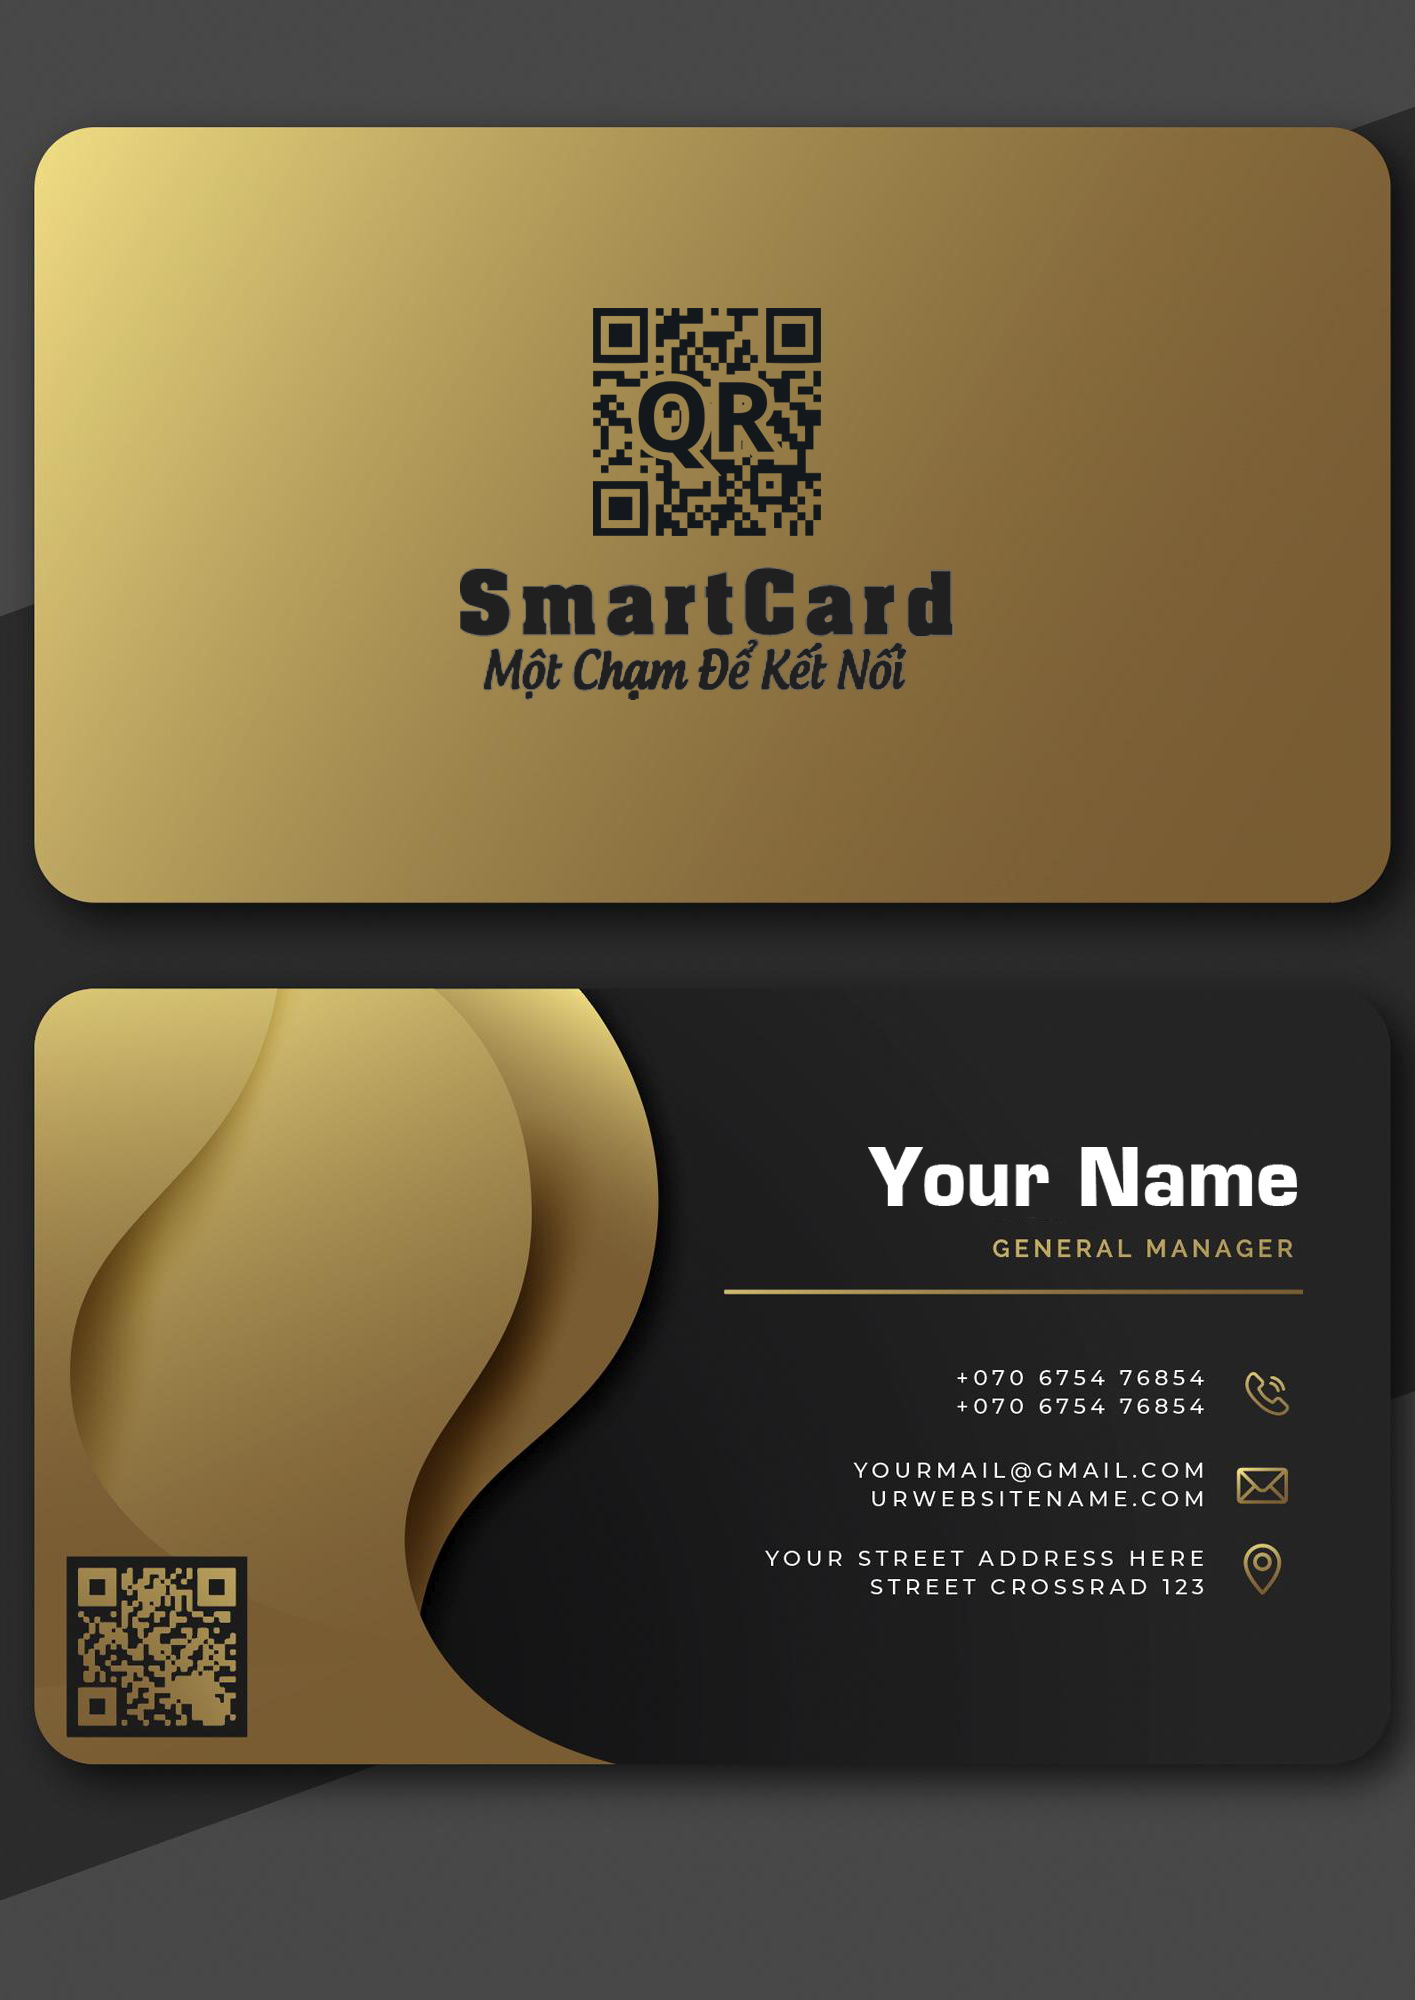 QR
SmartCard
Một Chạm Để Kết Nối
Your Name
GENERAL MANAGER
+070 6754 76854
+070 6754 76854
YOURMAIL@GMAIL.COM
URWEBSITENAME.COM
YOUR STREET ADDRESS HERE
STREET CROSSRAD 123